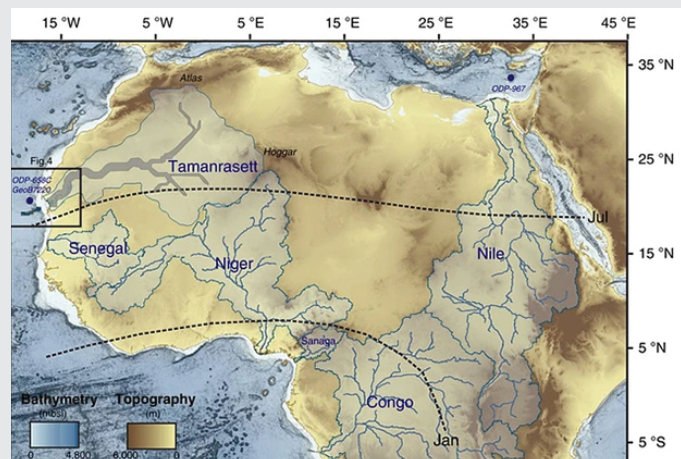 15 °W 5 °W 5 °E 15 °E 25 °E 35 °E 45 °E
35 °N
ODP-967
Atlas
Hoggar
25 °N
Fig.4
ODP-658C
GeoB7920
Tamanrasett
Jul
Senegal
Niger
Nile
15 °N
Sanaga
5 °N
Congo
Jan
5 °S
Bathymetry Topography
(mbsl) (m)
0 4,800 6,000 0